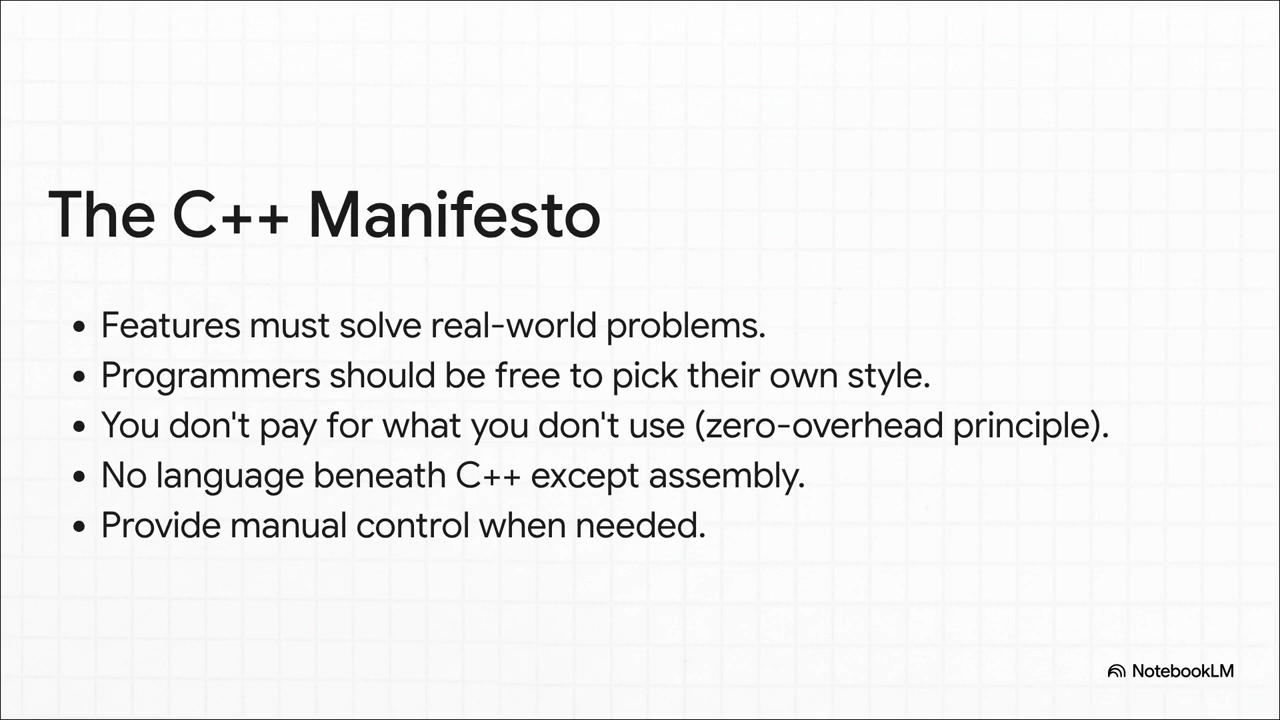 The C++ Manifesto
• Features must solve real-world problems.
• Programmers should be free to pick their own style.
• You don't pay for what you don't use (zero-overhead principle).
• No language beneath C++ except assembly.
• Provide manual control when needed.
NotebookLM